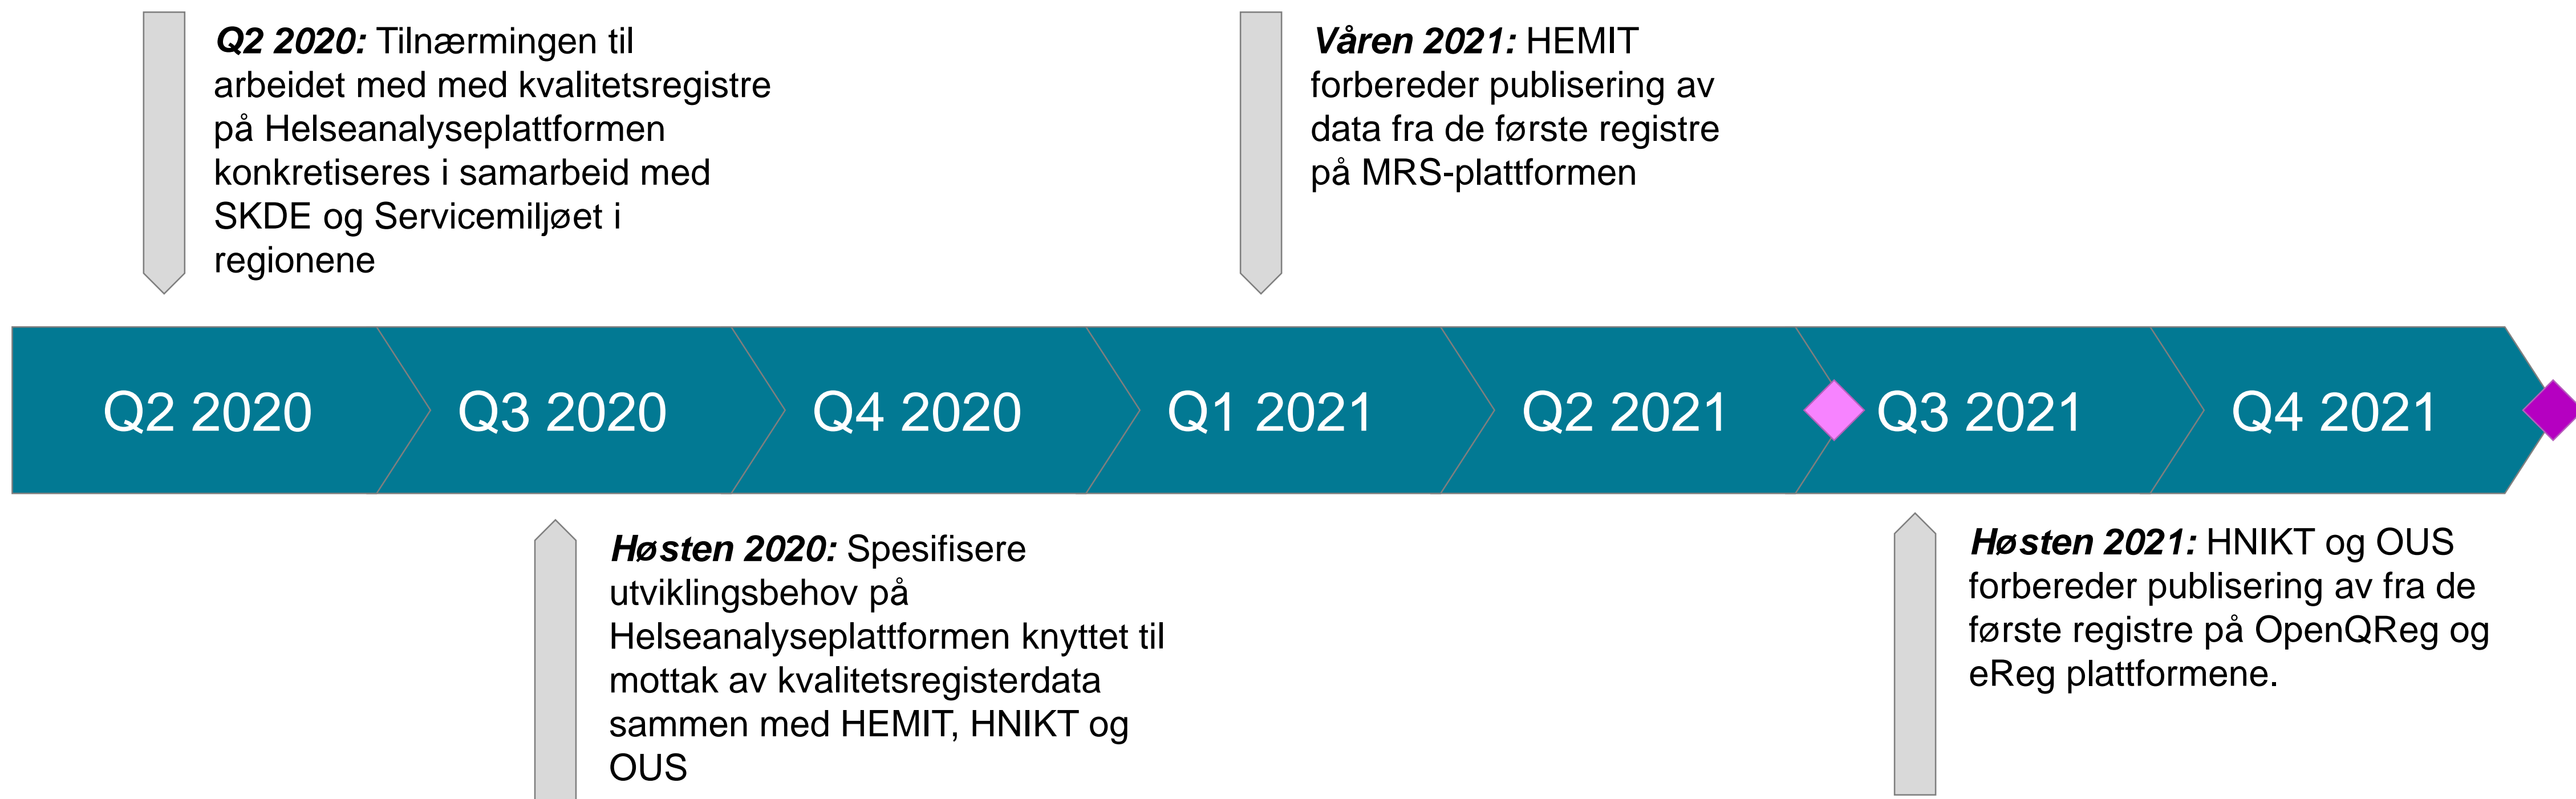 Q2 2020: Tilnærmingen til
arbeidet med med kvalitetsregistre
på Helseanalyseplattformen
konkretiseres i samarbeid med
SKDE og Servicemiljøet i
regionene
Våren 2021: HEMIT
forbereder publisering av
data fra de første registre
på MRS-plattformen
Q2 2020
Q3 2020
Q4 2020
Q1 2021
Q2 2021
Q3 2021
Q4 2021
Høsten 2020: Spesifisere
utviklingsbehov på
Helseanalyseplattformen knyttet til
mottak av kvalitetsregisterdata
sammen med HEMIT, HNIKT og
OUS
Høsten 2021: HNIKT og OUS
forbereder publisering av fra de
første registre på OpenQReg og
eReg plattformene.